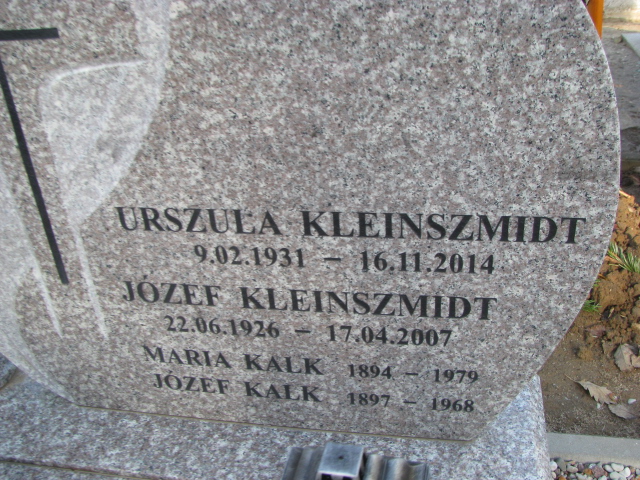 URSZULA KLEINSZMIDT
9.02.1931 – 16.11.2014
JÓZEF KLEINSZMIDT
22.06.1926 – 17.04.2007
MARIA KALK 1894 – 1979
JÓZEF KALK 1897 – 1968